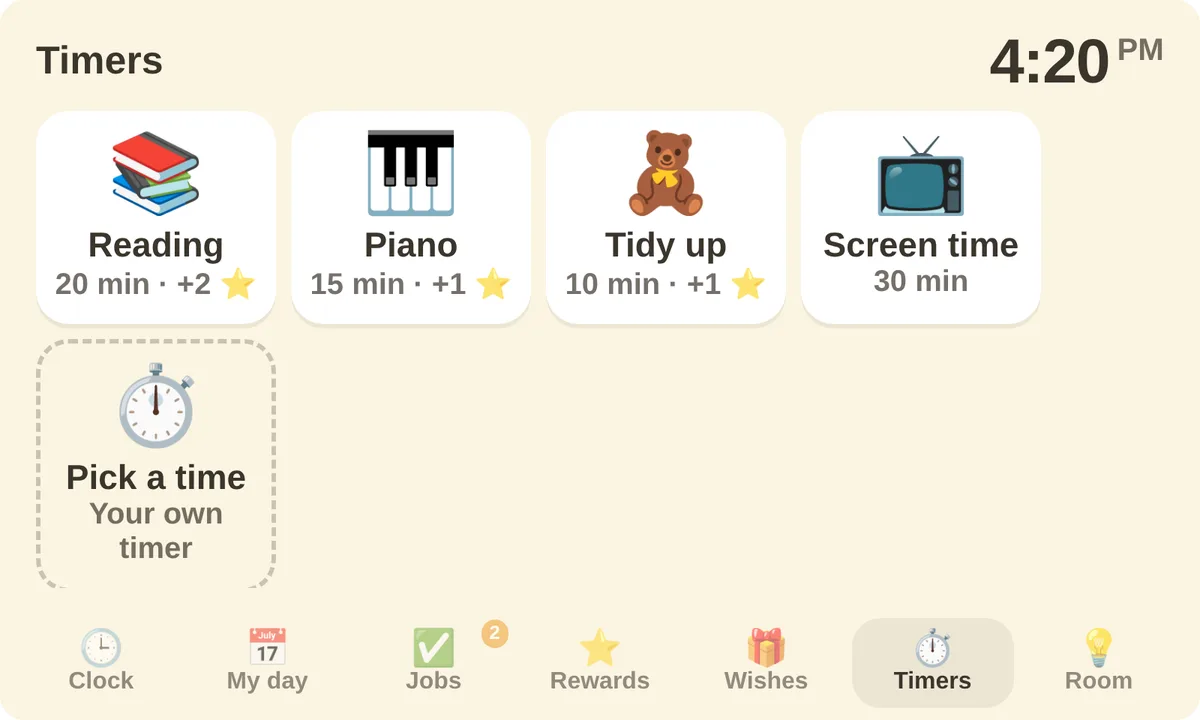 Timers
4:20 PM
Reading
20 min · +2 ⭐
Piano
15 min · +1 ⭐
Tidy up
10 min · +1 ⭐
Screen time
30 min
Pick a time
Your own
timer
Clock
July
17
My day
2
Jobs
Rewards
Wishes
Timers
Room